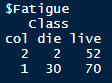 $Fatigue
class
col die live
2 2 52
1 30 70